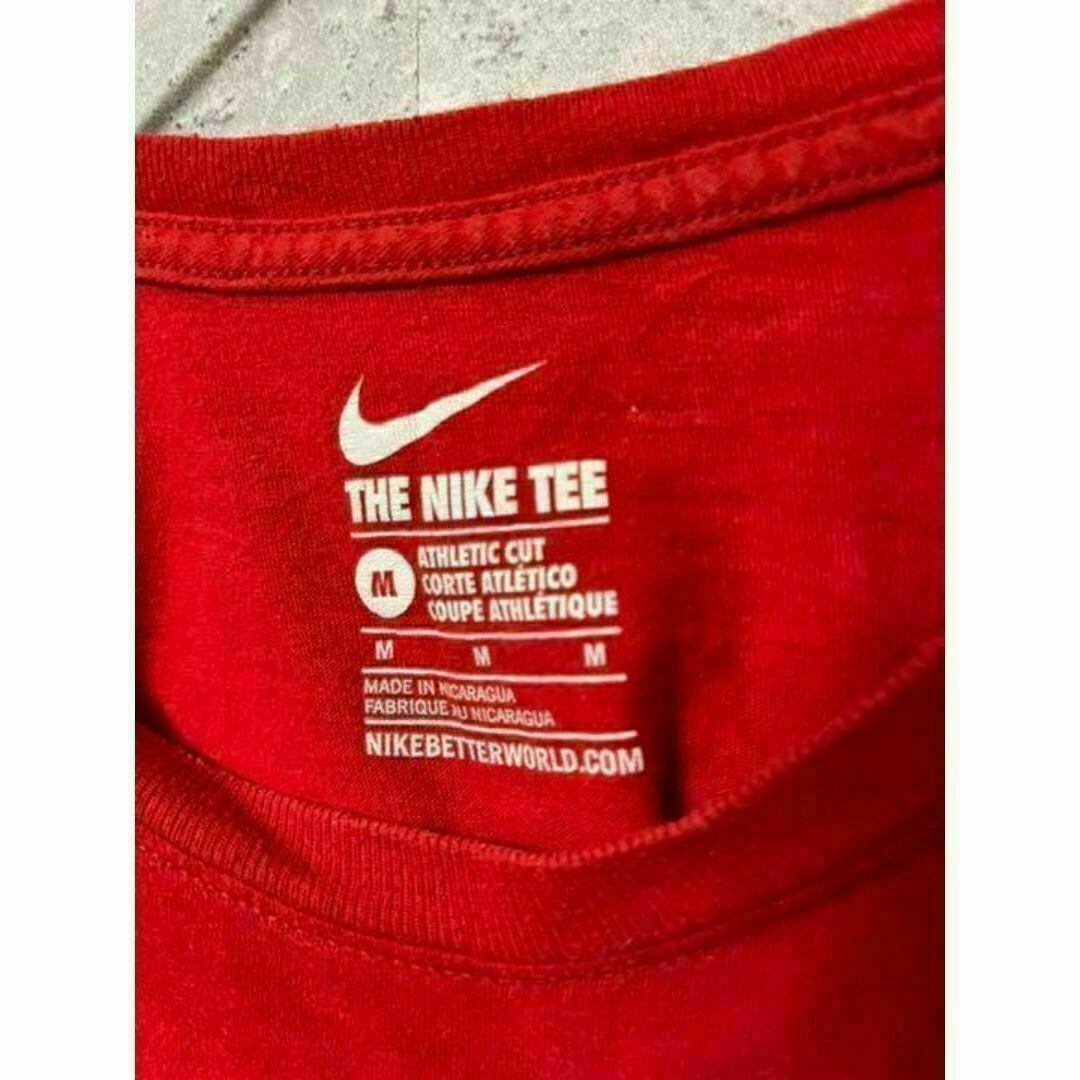 THE NIKE TEE
M
ATHLETIC CUT
CORTE ATLÉTICO
COUPE ATHLÉTIQUE
M M M
MADE IN NICARAGUA
FABRIQUE AU NICARAGUA
NIKEBETTERWORLD.COM